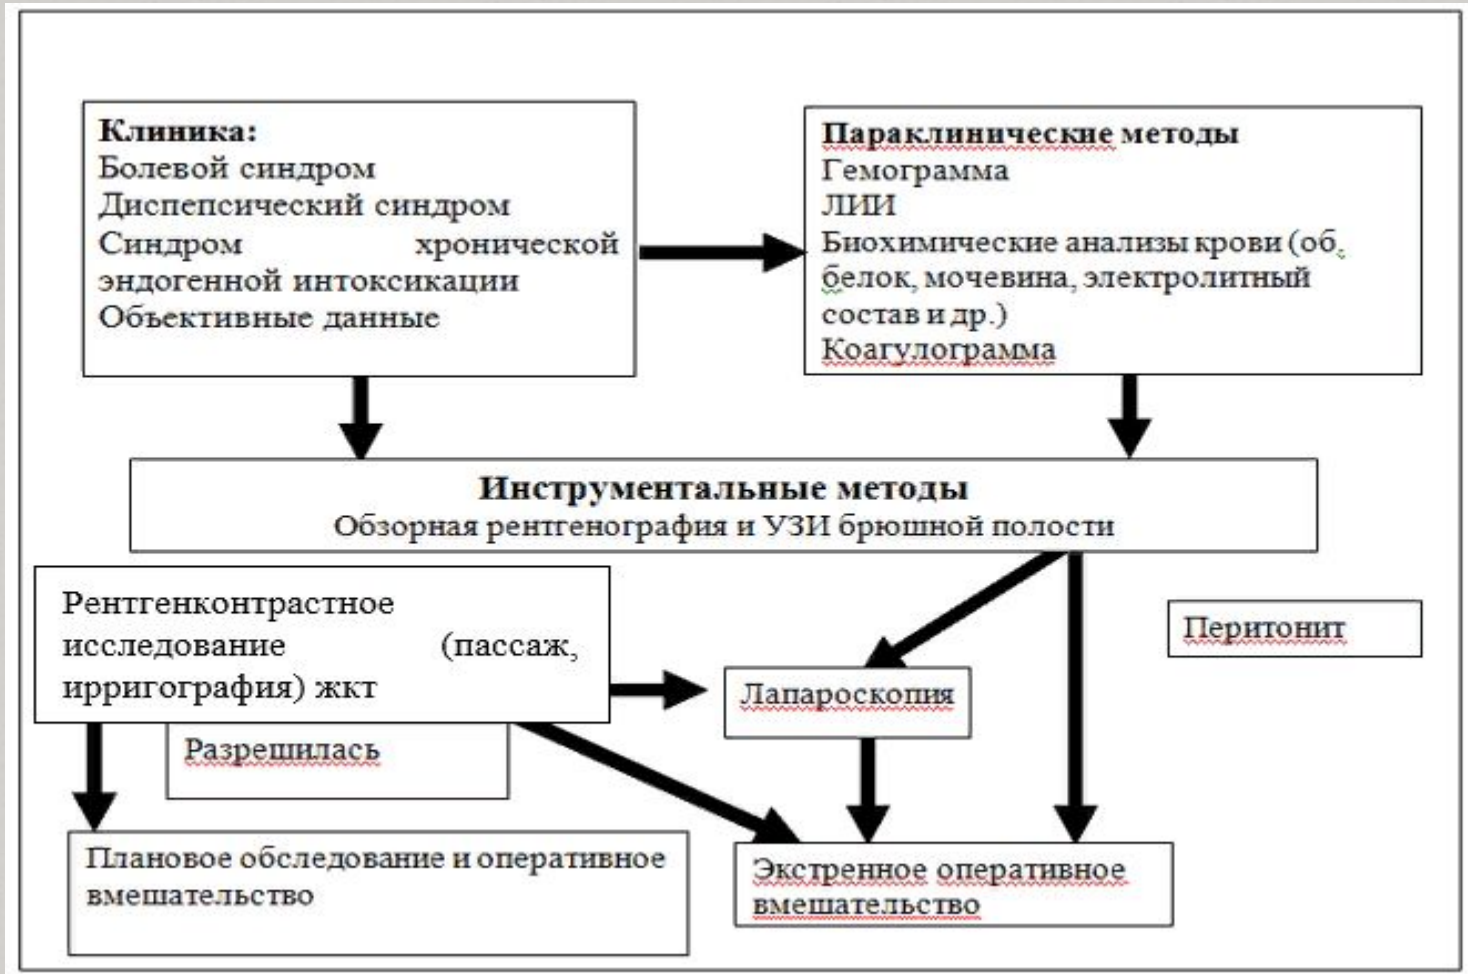 Клиника:
Болевой синдром
Диспепсический синдром
Синдром хронической
эндогенной интоксикации
Объективные данные
Параклинические методы
Гемограмма
ЛИИ
Биохимические анализы крови (об.
белок, мочевина, электролитный
состав и др.)
Коагулограмма
Инструментальные методы
Обзорная рентгенография и УЗИ брюшной полости
Рентгенконтрастное
исследование (пассаж,
ирригография) жкт
Перитонит
Лапароскопия
Разрешилась
Плановое обследование и оперативное
вмешательство
Экстренное оперативное
вмешательство